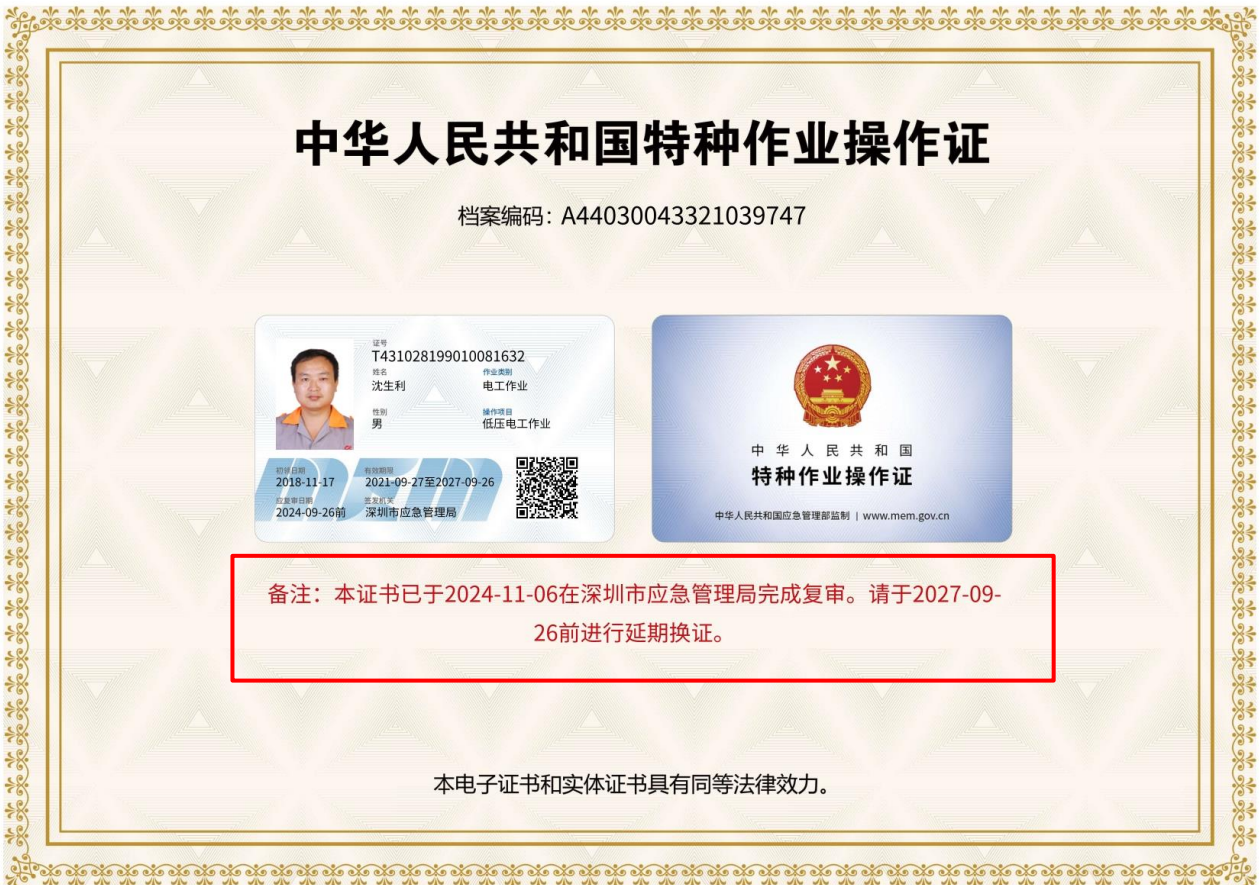 中华人民共和国特种作业操作证
档案编码：A44030043321039747
证号
T431028199010081632
姓名 作业类别
沈生利 电工作业
性别 操作项目
男 低压电工作业
初领日期 有效期限
2018-11-17 2021-09-27至2027-09-26
应复审日期 签发机关
2024-09-26前 深圳市应急管理局
中华人民共和国
特种作业操作证
中华人民共和国应急管理部监制 | www.mem.gov.cn
备注：本证书已于2024-11-06在深圳市应急管理局完成复审。请于2027-09-
26前进行延期换证。
本电子证书和实体证书具有同等法律效力。